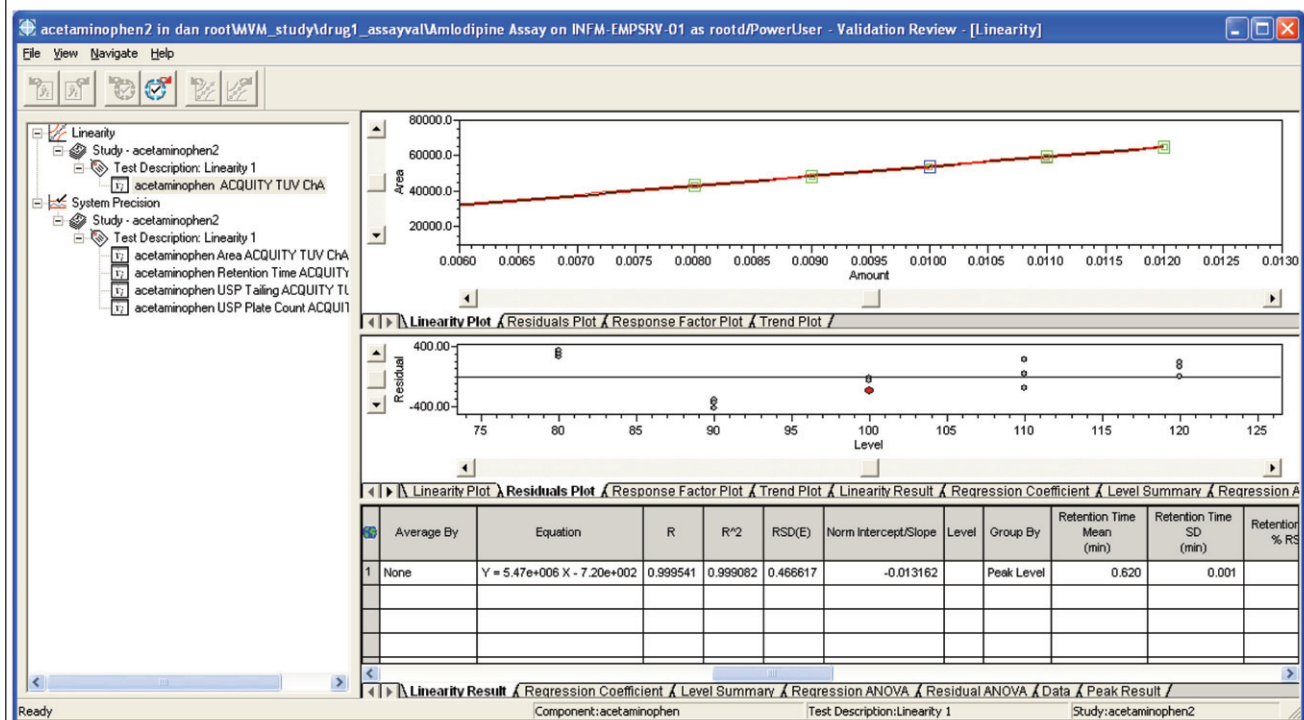 acetaminophen2 in dan root\MVM_study\drug1_assayval\Amlodipine Assay on INFM-EMPSRV-01 as rootd/PowerUser - Validation Review - [Linearity]
File View Navigate Help
Linearity
Study - acetaminophen2
Test Description: Linearity 1
acetaminophen ACQUITY TUV ChA
System Precision
Study - acetaminophen2
Test Description: Linearity 1
acetaminophen Area ACQUITY TUV ChA
acetaminophen Retention Time ACQUITY
acetaminophen USP Tailing ACQUITY TU
acetaminophen USP Plate Count ACQUIT
80000.0
60000.0
40000.0
20000.0
Area
0.0060 0.0065 0.0070 0.0075 0.0080 0.0085 0.0090 0.0095 0.0100 0.0105 0.0110 0.0115 0.0120 0.0125 0.0130
Amount
Linearity Plot Residuals Plot Response Factor Plot Trend Plot
400.00
-400.00
Residual
75 80 85 90 95 100 105 110 115 120 125
Level
Linearity Plot Residuals Plot Response Factor Plot Trend Plot Linearity Result Regression Coefficient Level Summary Regression A
Average By Equation R R^2 RSD(E) Norm Intercept/Slope Level Group By Retention Time Mean (min) Retention Time SD (min) Retention % RS
1 None Y = 5.47e+006 X - 7.20e+002 0.999541 0.999082 0.466617 -0.013162 Peak Level 0.620 0.001
Linearity Result Regression Coefficient Level Summary Regression ANOVA Residual ANOVA Data Peak Result
Ready Component:acetaminophen Test Description:Linearity 1 Study:acetaminophen2